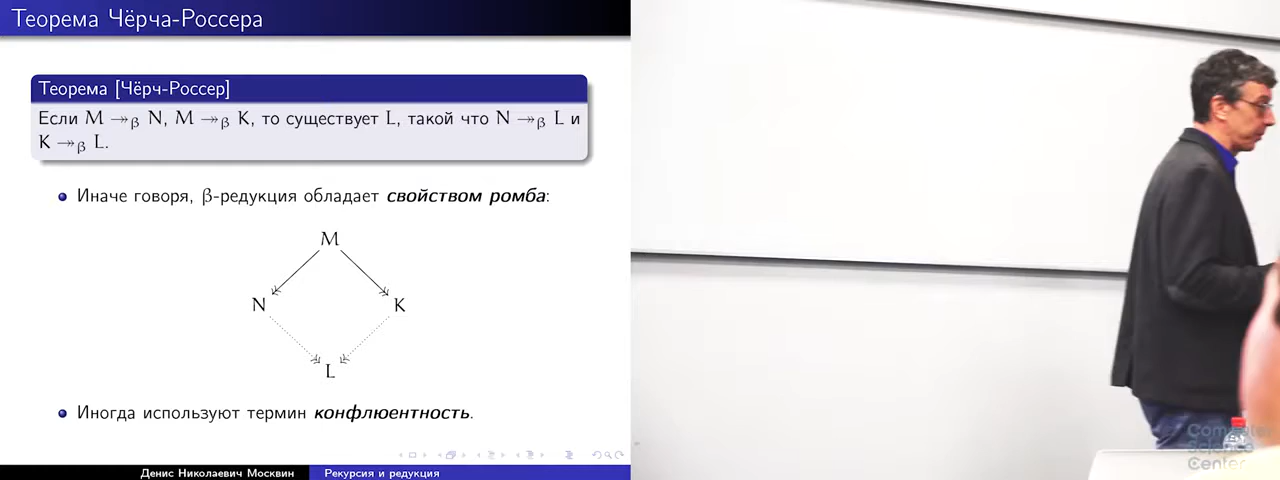 Теорема Чёрча-Россера
Теорема [Чёрч-Россер]
Если M ↠β N, M ↠β K, то существует L, такой что N ↠β L и
K ↠β L.
Иначе говоря, β-редукция обладает свойством ромба:
M
N K
L
Иногда используют термин конфлюентность.
Денис Николаевич Москвин Рекурсия и редукция
Computer
Science
Center